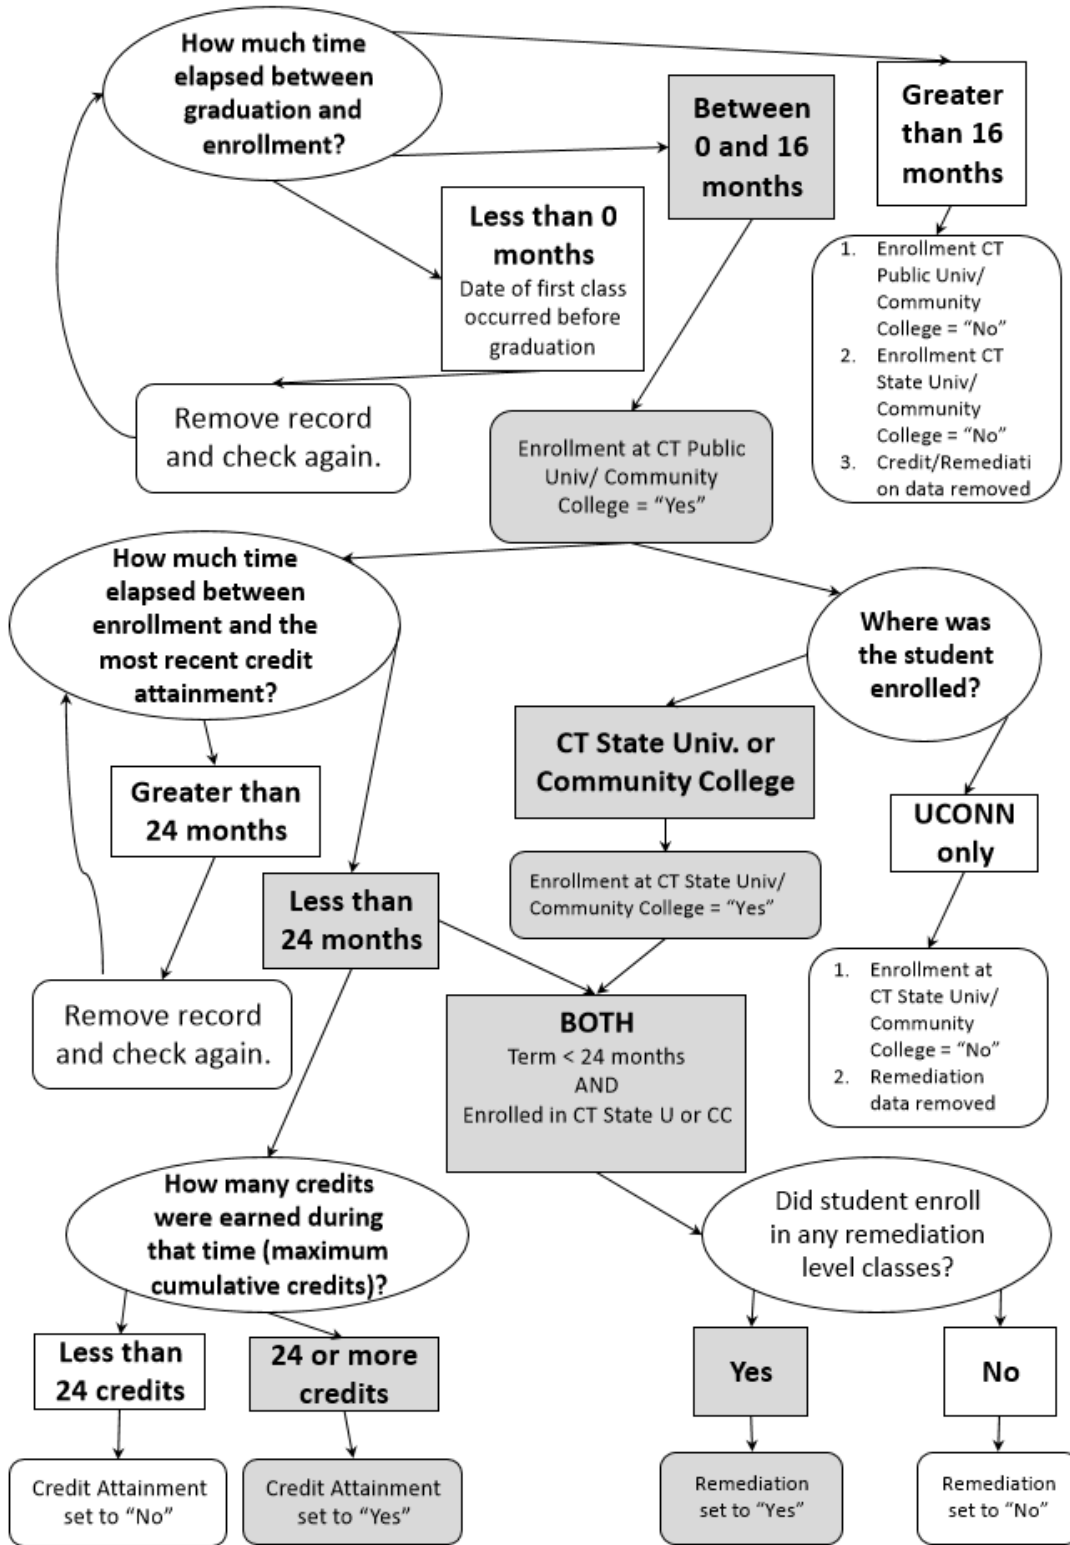 How much time
elapsed between
graduation and
enrollment?
Between
0 and 16
months
Greater
than 16
months
Less than 0
months
Date of first class
occurred before
graduation
1. Enrollment CT
Public Univ/
Community
College = “No”
2. Enrollment CT
State Univ/
Community
College = “No”
3. Credit/Remediati
on data removed
Remove record
and check again.
Enrollment at CT Public
Univ/ Community
College = “Yes”
How much time
elapsed between
enrollment and the
most recent credit
attainment?
Where was
the student
enrolled?
CT State Univ. or
Community College
Greater than
24 months
UCONN
only
Enrollment at CT State Univ/
Community College = “Yes”
Less than
24 months
1. Enrollment at
CT State Univ/
Community
College = “No”
2. Remediation
data removed
Remove record
and check again.
BOTH
Term < 24 months
AND
Enrolled in CT State U or CC
How many credits
were earned during
that time (maximum
cumulative credits)?
Did student enroll
in any remediation
level classes?
Less than
24 credits
24 or more
credits
Yes
No
Credit Attainment
set to “No”
Credit Attainment
set to “Yes”
Remediation
set to “Yes”
Remediation
set to “No”